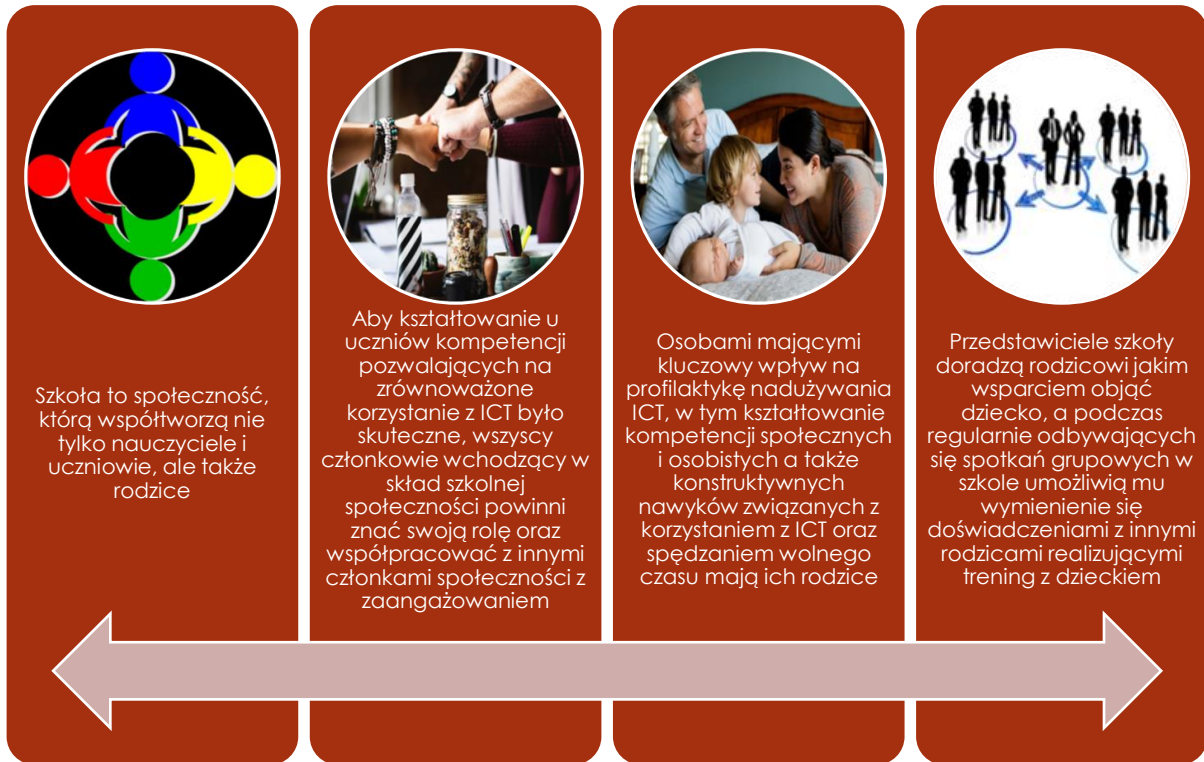 Szkoła to społeczność,
którą współtworzą nie
tylko nauczyciele i
uczniowie, ale także
rodzice
Aby kształtowanie u
uczniów kompetencji
pozwalających na
zrównoważone
korzystanie z ICT było
skuteczne, wszyscy
członkowie wchodzący w
skład szkolnej
społeczności powinni
znać swoją rolę oraz
współpracować z innymi
członkami społeczności z
zaangażowaniem
Osobami mającymi
kluczowy wpływ na
profilaktykę nadużywania
ICT, w tym kształtowanie
kompetencji społecznych
i osobistych a także
konstruktywnych
nawyków związanych z
korzystaniem z ICT oraz
spędzaniem wolnego
czasu mają ich rodzice
Przedstawiciele szkoły
doradzą rodzicowi jakim
wsparciem objąć
dziecko, a podczas
regularnie odbywających
się spotkań grupowych w
szkole umożliwią mu
wymienienie się
doświadczeniami z innymi
rodzicami realizującymi
trening z dzieckiem